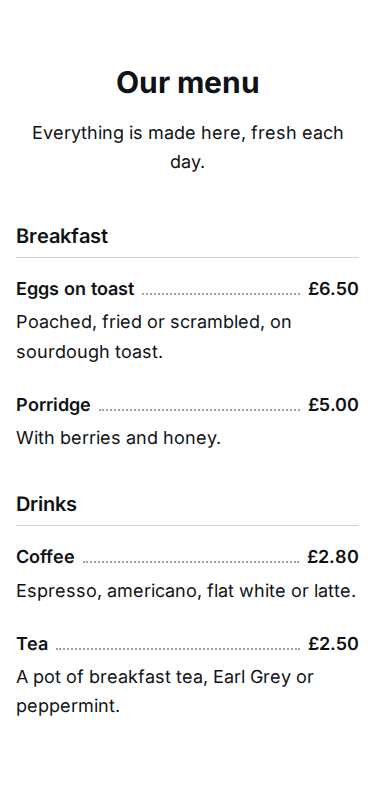 Our menu
Everything is made here, fresh each
day.
Breakfast
Eggs on toast £6.50
Poached, fried or scrambled, on
sourdough toast.
Porridge £5.00
With berries and honey.
Drinks
Coffee £2.80
Espresso, americano, flat white or latte.
Tea £2.50
A pot of breakfast tea, Earl Grey or
peppermint.